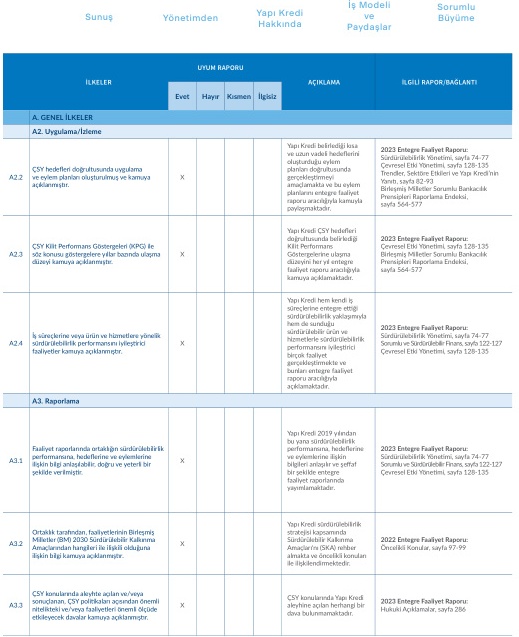 Sunuş
Yönetimden
Yapı Kredi
Hakkında
İş Modeli
ve
Paydaşlar
Sorumlu
Büyüme
İLKELER
UYUM RAPORU
Evet
Hayır
Kısmen
İlgisiz
AÇIKLAMA
İLGİLİ RAPOR/BAĞLANTI
A. GENEL İLKELER
A2. Uygulama/İzleme
A2.2
ÇSY hedefleri doğrultusunda uygulama
ve eylem planları oluşturulmuş ve kamuya
açıklanmıştır.
X
Yapı Kredi belirlediği kısa
ve uzun vadeli hedeflerini
oluşturduğu eylem
planları doğrultusunda
gerçekleştirmeyi
amaçlamakta ve bu eylem
planlarını entegre faaliyet
raporu aracılığıyla kamuyla
paylaşmaktadır.
2023 Entegre Faaliyet Raporu:
Sürdürülebilirlik Yönetimi, sayfa 74-77
Çevresel Etki Yönetimi, sayfa 128-135
Trendler, Sektöre Etkileri ve Yapı Kredi'nin
Yanıtı, sayfa 82-93
Birleşmiş Milletler Sorumlu Bankacılık
Prensipleri Raporlama Endeksi,
sayfa 564-577
A2.3
ÇSY Kilit Performans Göstergeleri (KPG) ile
söz konusu göstergelere yıllar bazında ulaşma
düzeyi kamuya açıklanmıştır.
X
Yapı Kredi ÇSY hedefleri
doğrultusunda belirlediği
Kilit Performans
Göstergelerine ulaşma
düzeyini her yıl entegre
faaliyet raporu aracılığıyla
kamuya açıklamaktadır.
2023 Entegre Faaliyet Raporu:
Çevresel Etki Yönetimi, sayfa 128-135
Birleşmiş Milletler Sorumlu Bankacılık
Prensipleri Raporlama Endeksi,
sayfa 564-577
A2.4
İş süreçlerine veya ürün ve hizmetlere yönelik
sürdürülebilirlik performansını iyileştirici
faaliyetler kamuya açıklanmıştır.
X
Yapı Kredi hem kendi iş
süreçlerine entegre ettiği
sürdürülebilirlik yaklaşımıyla
hem de sunduğu
sürdürülebilir ürün ve
hizmetlerle sürdürülebilirlik
performansını iyileştirici
birçok faaliyet
gerçekleştirmekte ve
bunları entegre faaliyet
raporu aracılığıyla
açıklamaktadır.
2023 Entegre Faaliyet Raporu:
Sürdürülebilirlik Yönetimi, sayfa 74-77
Sorumlu ve Sürdürülebilir Finans, sayfa 122-127
Çevresel Etki Yönetimi, sayfa 128-135
A3. Raporlama
A3.1
Faaliyet raporlarında ortaklığın sürdürülebilirlik
performansına, hedeflerine ve eylemlerine
ilişkin bilgi anlaşılabilir, doğru ve yeterli bir
şekilde verilmiştir.
X
Yapı Kredi 2019 yılından
bu yana sürdürülebilirlik
performansına, hedeflerine
ve eylemlerine ilişkin
bilgileri anlaşılır ve şeffaf
bir şekilde entegre
faaliyet raporlarında
yayımlamaktadır.
2023 Entegre Faaliyet Raporu:
Sürdürülebilirlik Yönetimi, sayfa 74-77
Sorumlu ve Sürdürülebilir Finans, sayfa 122-127
Çevresel Etki Yönetimi, sayfa 128-135
A3.2
Ortaklık tarafından, faaliyetlerinin Birleşmiş
Milletler (BM) 2030 Sürdürülebilir Kalkınma
Amaçlarından hangileri ile ilişkili olduğuna
ilişkin bilgi kamuya açıklanmıştır.
X
Yapı Kredi sürdürülebilirlik
stratejisi kapsamında
Sürdürülebilir Kalkınma
Amaçları'nı (SKA) rehber
almakta ve öncelikli konuları
ile ilişkilendirmektedir.
2022 Entegre Faaliyet Raporu:
Öncelikli Konular, sayfa 97-99
A3.3
ÇSY konularında aleyhte açılan ve/veya
sonuçlanan, ÇSY politikaları açısından önemli
nitelikteki ve/veya faaliyetleri önemli ölçüde
etkileyecek davalar kamuya açıklanmıştır.
X
ÇSY konularında Yapı Kredi
aleyhine açılan herhangi bir
dava bulunmamaktadır.
2023 Entegre Faaliyet Raporu:
Hukuki Açıklamalar, sayfa 286